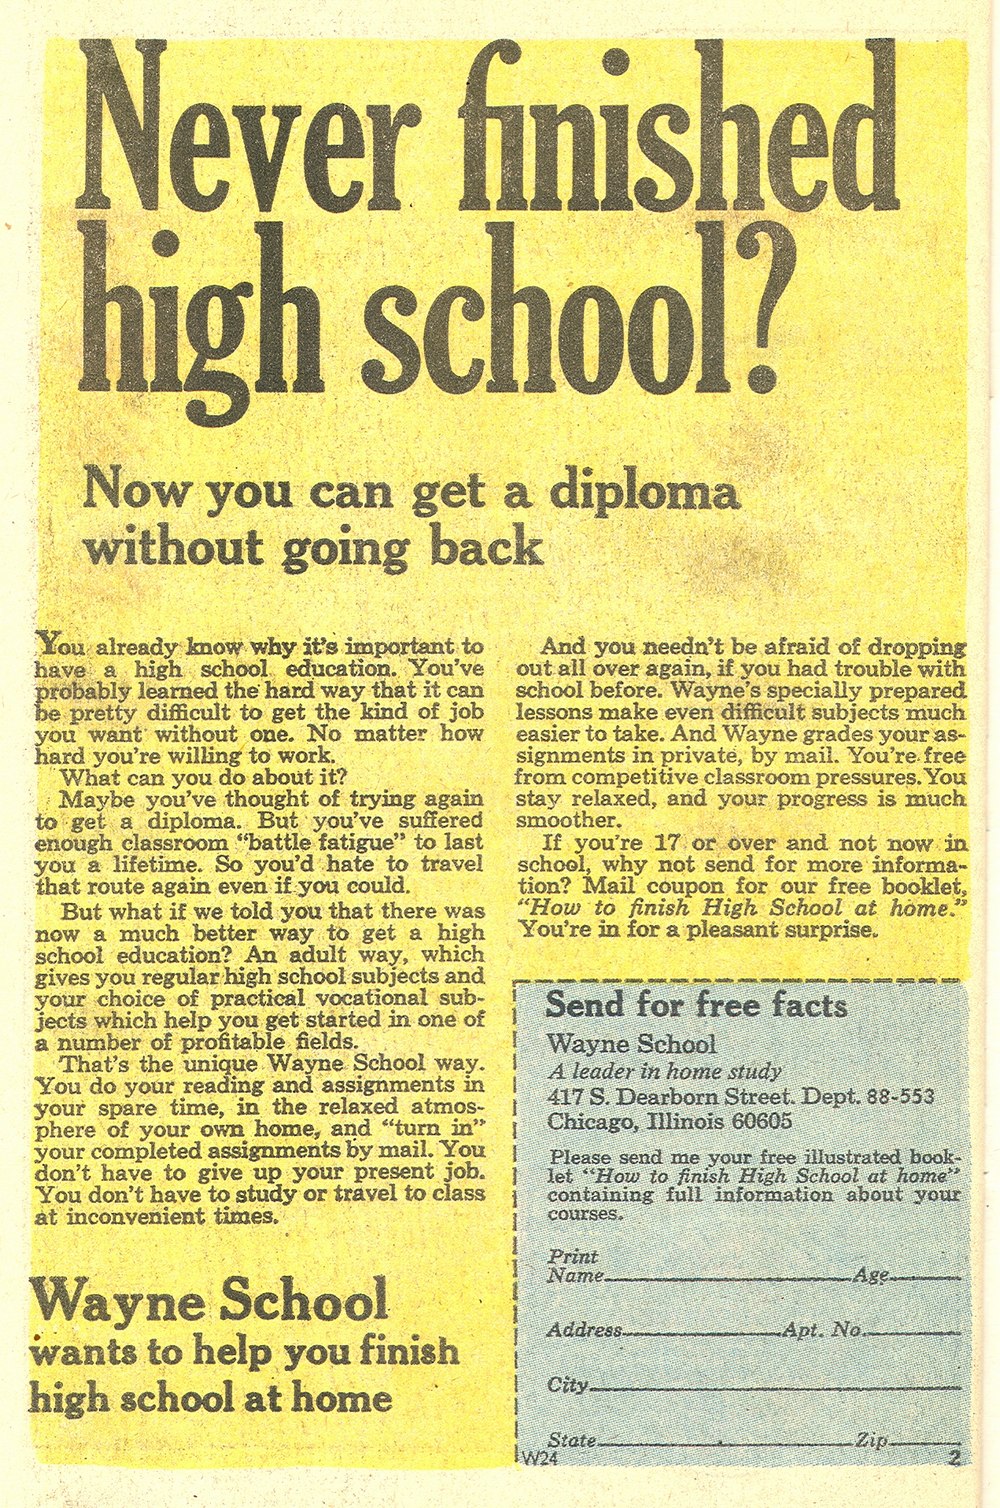 Never finished
high school?
Now you can get a diploma
without going back
You already know why it's important to
have a high school education. You've
probably learned the hard way that it can
be pretty difficult to get the kind of job
you want without one. No matter how
hard you're willing to work.
What can you do about it?
Maybe you've thought of trying again
to get a diploma. But you've suffered
enough classroom "battle fatigue" to last
you a lifetime. So you'd hate to travel
that route again even if you could.
But what if we told you that there was
now a much better way to get a high
school education? An adult way, which
gives you regular high school subjects and
your choice of practical vocational sub-
jects which help you get started in one of
a number of profitable fields.
That's the unique Wayne School way.
You do your reading and assignments in
your spare time, in the relaxed atmos-
phere of your own home, and "turn in"
your completed assignments by mail. You
don't have to give up your present job.
You don't have to study or travel to class
at inconvenient times.
Wayne School
wants to help you finish
high school at home
And you needn't be afraid of dropping
out all over again, if you had trouble with
school before. Wayne's specially prepared
lessons make even difficult subjects much
easier to take. And Wayne grades your as-
signments in private, by mail. You're free
from competitive classroom pressures. You
stay relaxed, and your progress is much
smoother.
If you're 17 or over and not now in
school, why not send for more informa-
tion? Mail coupon for our free booklet,
"How to finish High School at home."
You're in for a pleasant surprise.
Send for free facts
Wayne School
A leader in home study
417 S. Dearborn Street. Dept. 88-553
Chicago, Illinois 60605
Please send me your free illustrated book-
let "How to finish High School at home"
containing full information about your
courses.
Print
Name Age
Address Apt. No.
City
State Zip
W24 2